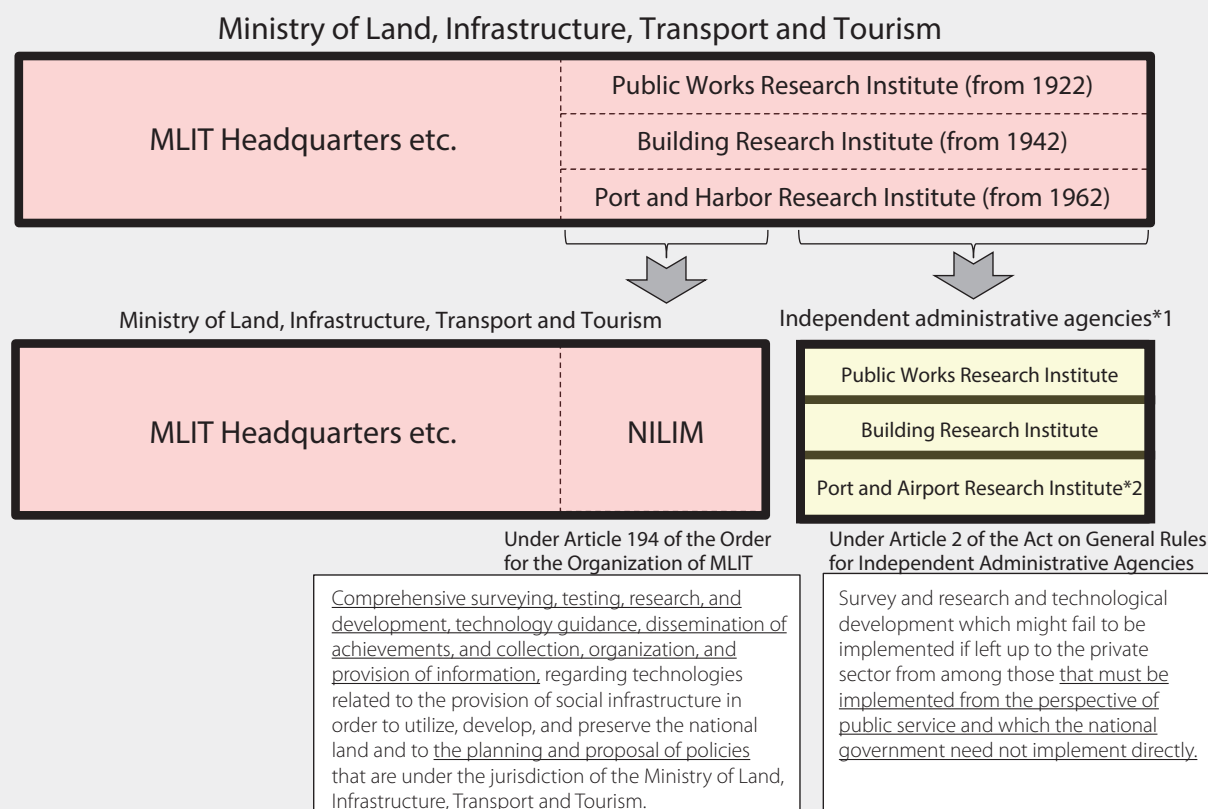 Ministry of Land, Infrastructure, Transport and Tourism
MLIT Headquarters etc.
Public Works Research Institute (from 1922)
Building Research Institute (from 1942)
Port and Harbor Research Institute (from 1962)
Ministry of Land, Infrastructure, Transport and Tourism
MLIT Headquarters etc.
NILIM
Independent administrative agencies*1
Public Works Research Institute
Building Research Institute
Port and Airport Research Institute*2
Under Article 194 of the Order
for the Organization of MLIT
Comprehensive surveying, testing, research, and
development, technology guidance, dissemination of
achievements, and collection, organization, and
provision of information, regarding technologies
related to the provision of social infrastructure in
order to utilize, develop, and preserve the national
land and to the planning and proposal of policies
that are under the jurisdiction of the Ministry of Land,
Infrastructure, Transport and Tourism.
Under Article 2 of the Act on General Rules
for Independent Administrative Agencies
Survey and research and technological
development which might fail to be
implemented if left up to the private
sector from among those that must be
implemented from the perspective of
public service and which the national
government need not implement directly.